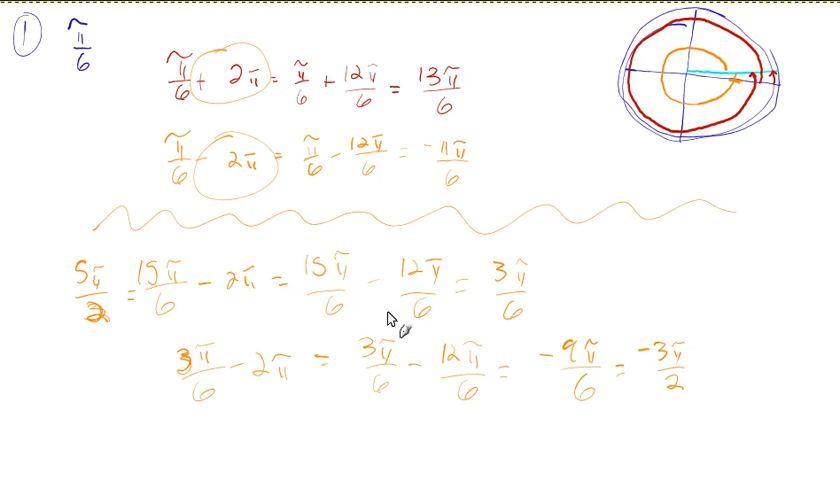 ① π/6
π/6 + 2π = π/6 + 12π/6 = 13π/6
π/6 - 2π = π/6 - 12π/6 = -11π/6
5π/2 = 15π/6 - 2π = 15π/6 - 12π/6 = 3π/6
3π/6 - 2π = 3π/6 - 12π/6 = -9π/6 = -3π/2